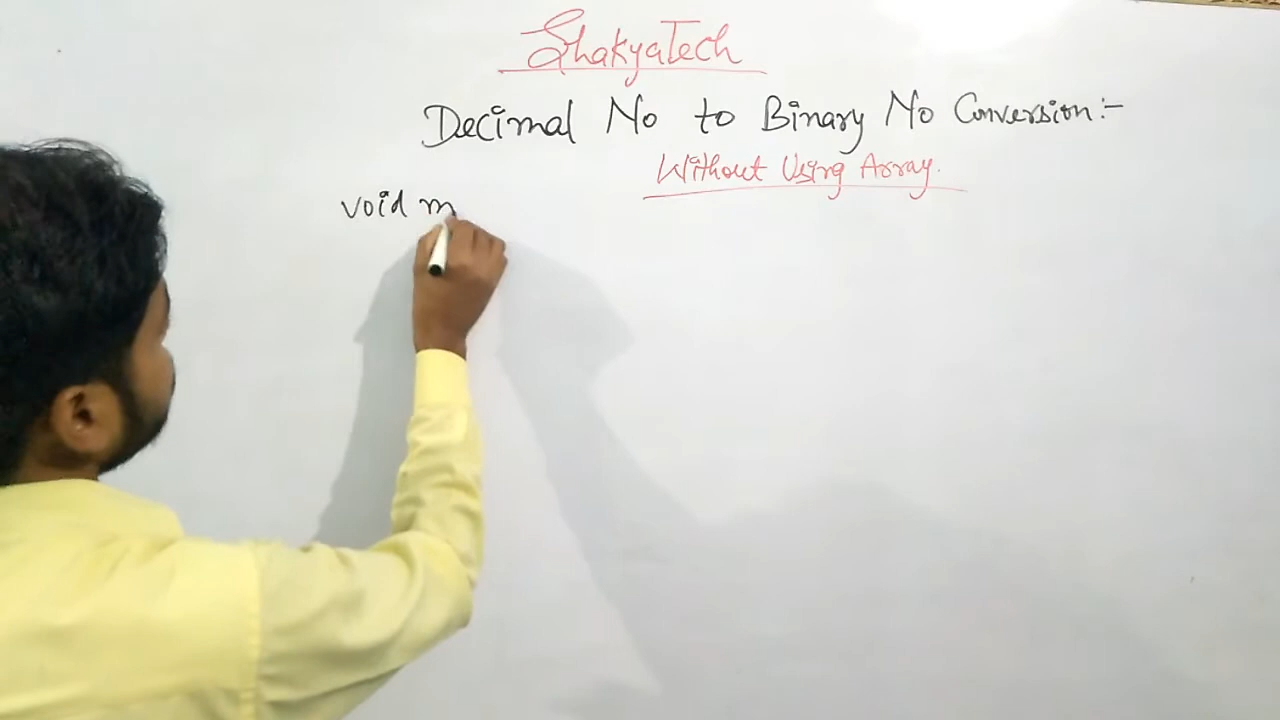 ShakyaTech
Decimal No to Binary No Conversion:-
Without Using Array.
void m